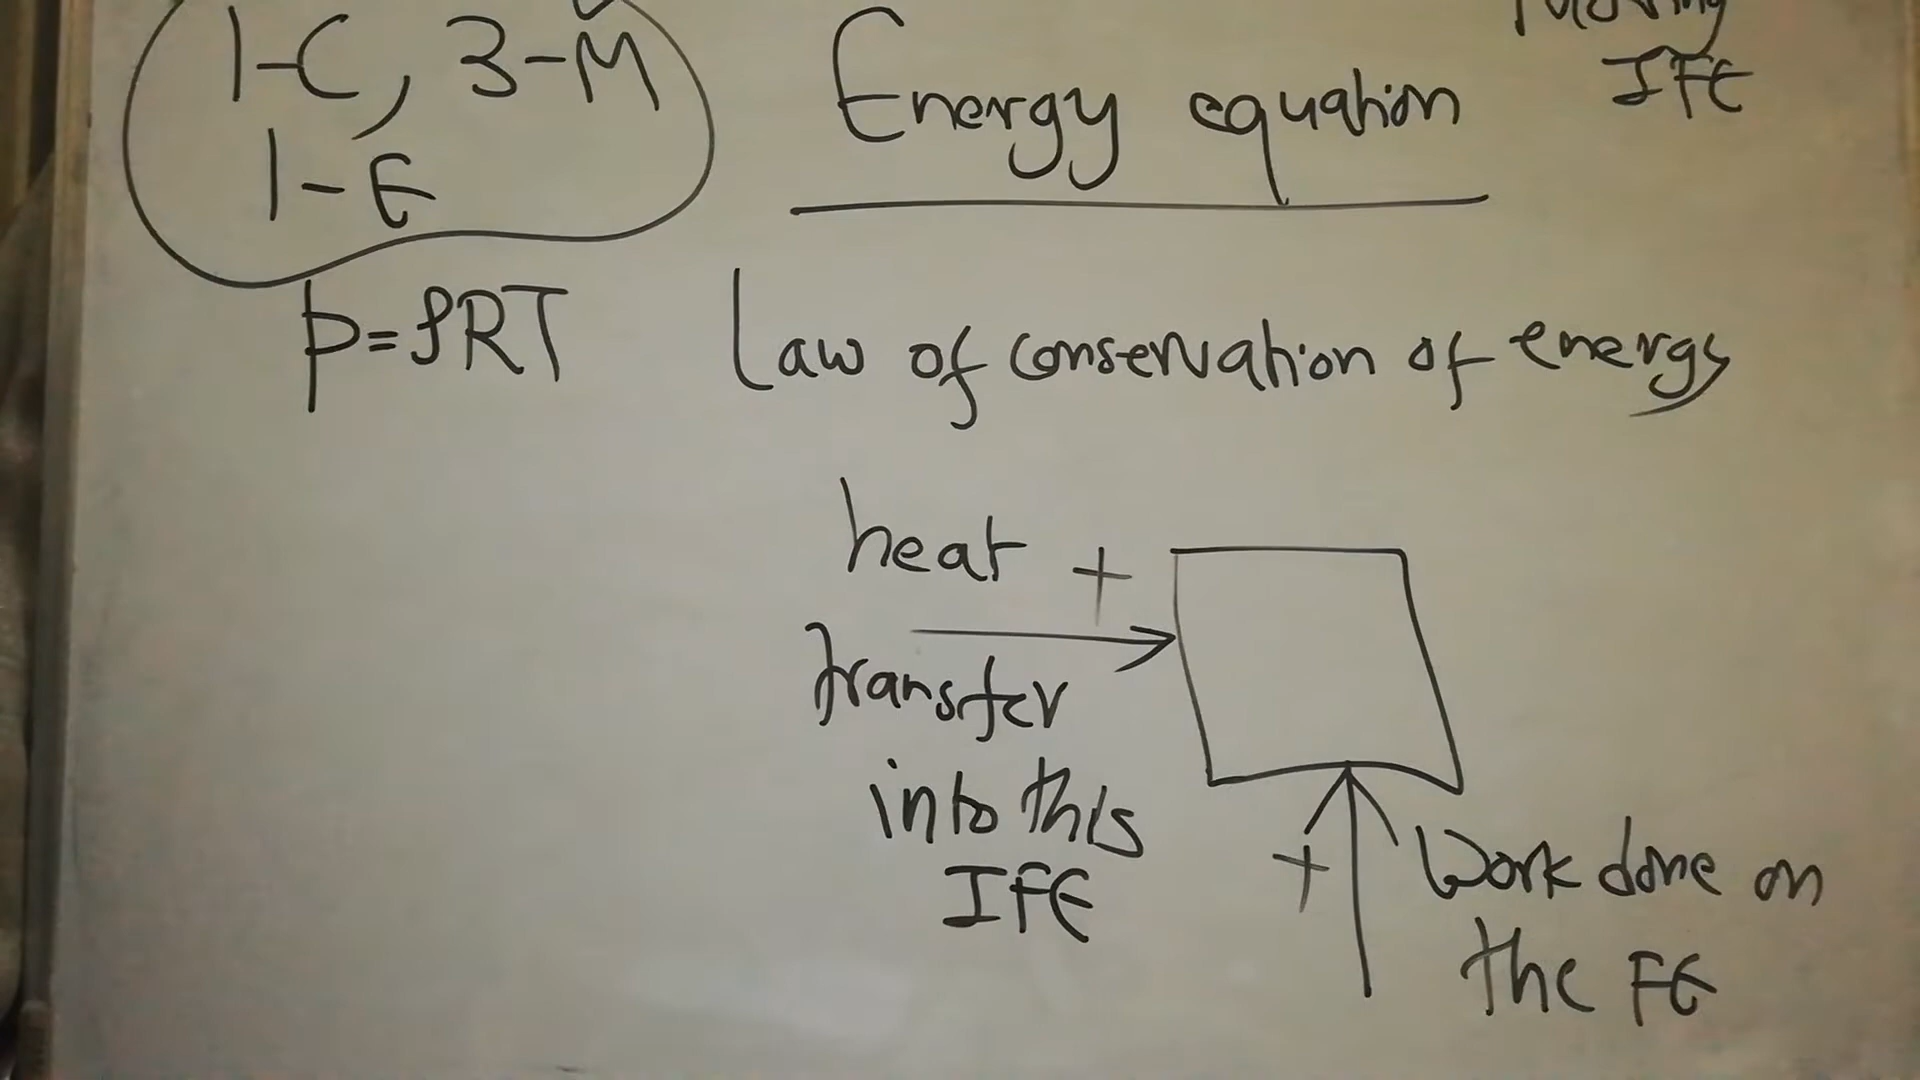 1-C, 3-M
1-E
p=ρRT
Energy equation
moving
IFE
Law of conservation of energy
heat +
transfer
into this
IFE
+ Work done on
the FE